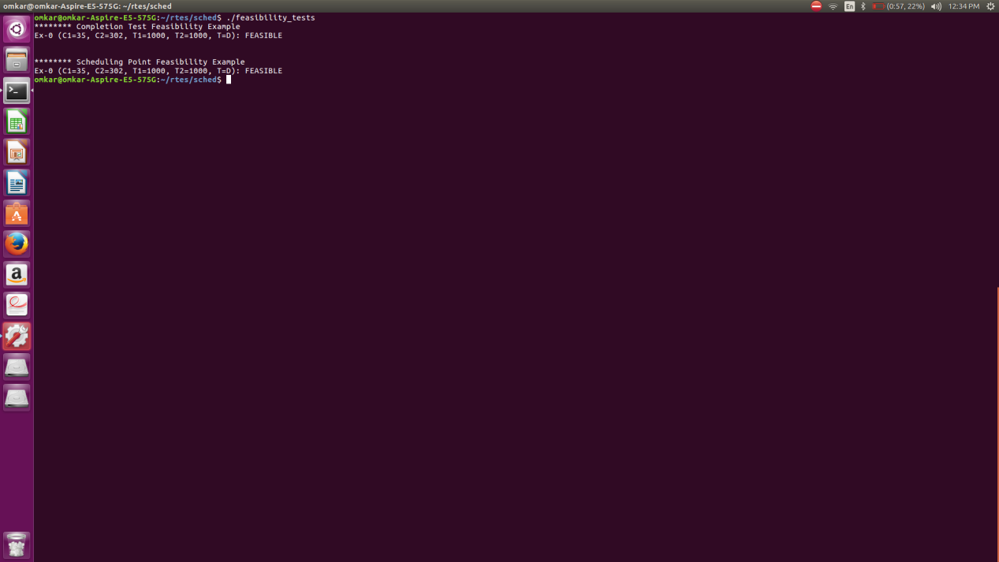 omkar@omkar-Aspire-E5-575G: ~/rtes/sched
En
(0:57, 22%)
12:34 PM
omkar@omkar-Aspire-E5-575G:~/rtes/sched$ ./feasibility_tests
******** Completion Test Feasibility Example
Ex-0 (C1=35, C2=302, T1=1000, T2=1000, T=D): FEASIBLE
******** Scheduling Point Feasibility Example
Ex-0 (C1=35, C2=302, T1=1000, T2=1000, T=D): FEASIBLE
omkar@omkar-Aspire-E5-575G:~/rtes/sched$